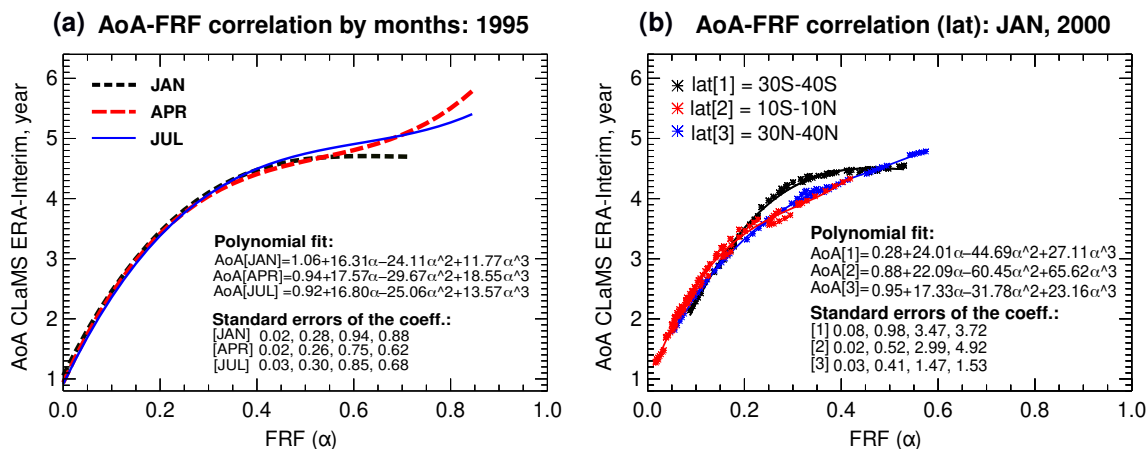 (a) AoA-FRF correlation by months: 1995
AoA CLaMS ERA-Interim, year
6
5
4
3
2
1
JAN
APR
JUL
Polynomial fit:
AoA[JAN]=1.06+16.31α−24.11α^2+11.77α^3
AoA[APR]=0.94+17.57α−29.67α^2+18.55α^3
AoA[JUL] =0.92+16.80α−25.06α^2+13.57α^3
Standard errors of the coeff.:
[JAN] 0.02, 0.28, 0.94, 0.88
[APR] 0.02, 0.26, 0.75, 0.62
[JUL] 0.03, 0.30, 0.85, 0.68
0.0 0.2 0.4 0.6 0.8 1.0
FRF (α)
(b) AoA-FRF correlation (lat): JAN, 2000
AoA CLaMS ERA-Interim, year
6
5
4
3
2
1
lat[1] = 30S-40S
lat[2] = 10S-10N
lat[3] = 30N-40N
Polynomial fit:
AoA[1]=0.28+24.01α−44.69α^2+27.11α^3
AoA[2]=0.88+22.09α−60.45α^2+65.62α^3
AoA[3]=0.95+17.33α−31.78α^2+23.16α^3
Standard errors of the coeff.:
[1] 0.08, 0.98, 3.47, 3.72
[2] 0.02, 0.52, 2.99, 4.92
[3] 0.03, 0.41, 1.47, 1.53
0.0 0.2 0.4 0.6 0.8 1.0
FRF (α)